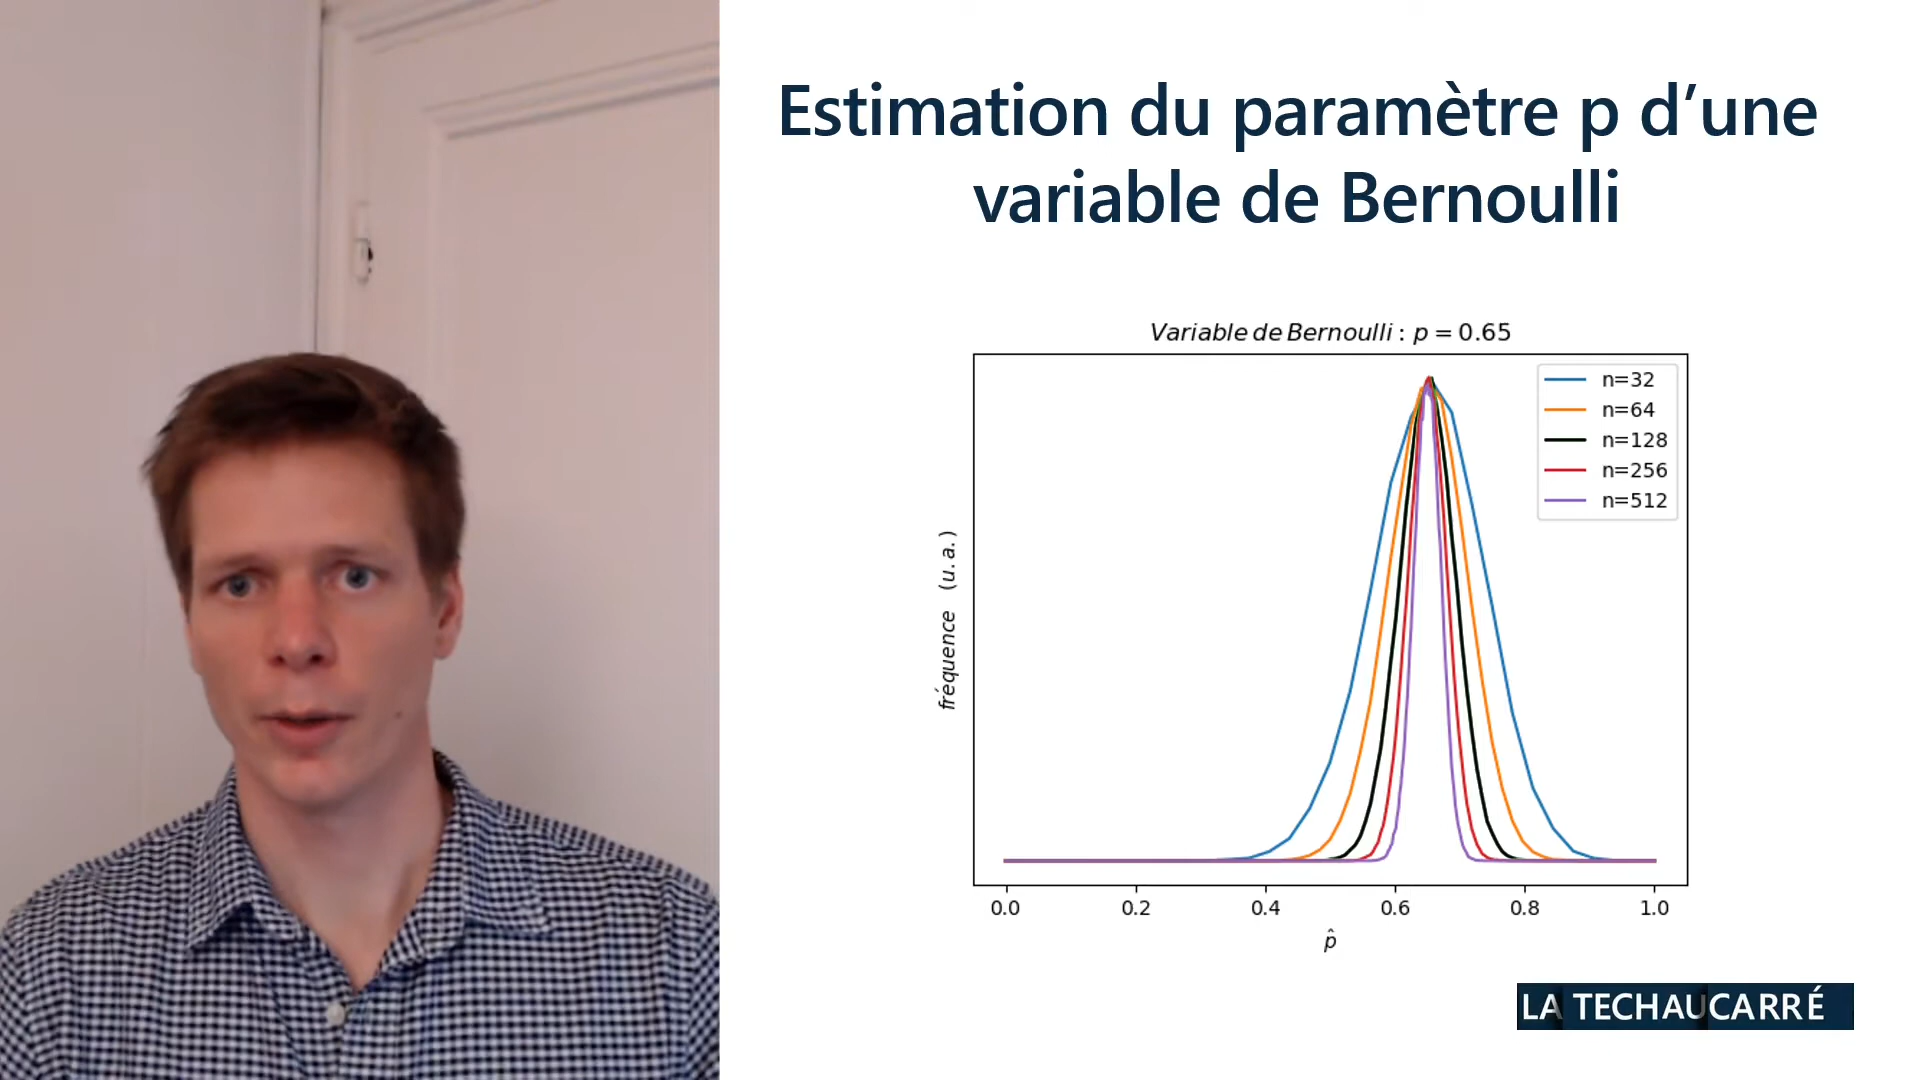 Estimation du paramètre p d’une
variable de Bernoulli
Variable de Bernoulli : p = 0.65
n=32
n=64
n=128
n=256
n=512
fréquence (u.a.)
0.0 0.2 0.4 0.6 0.8 1.0
p̂
LA TECHAUCARRÉ